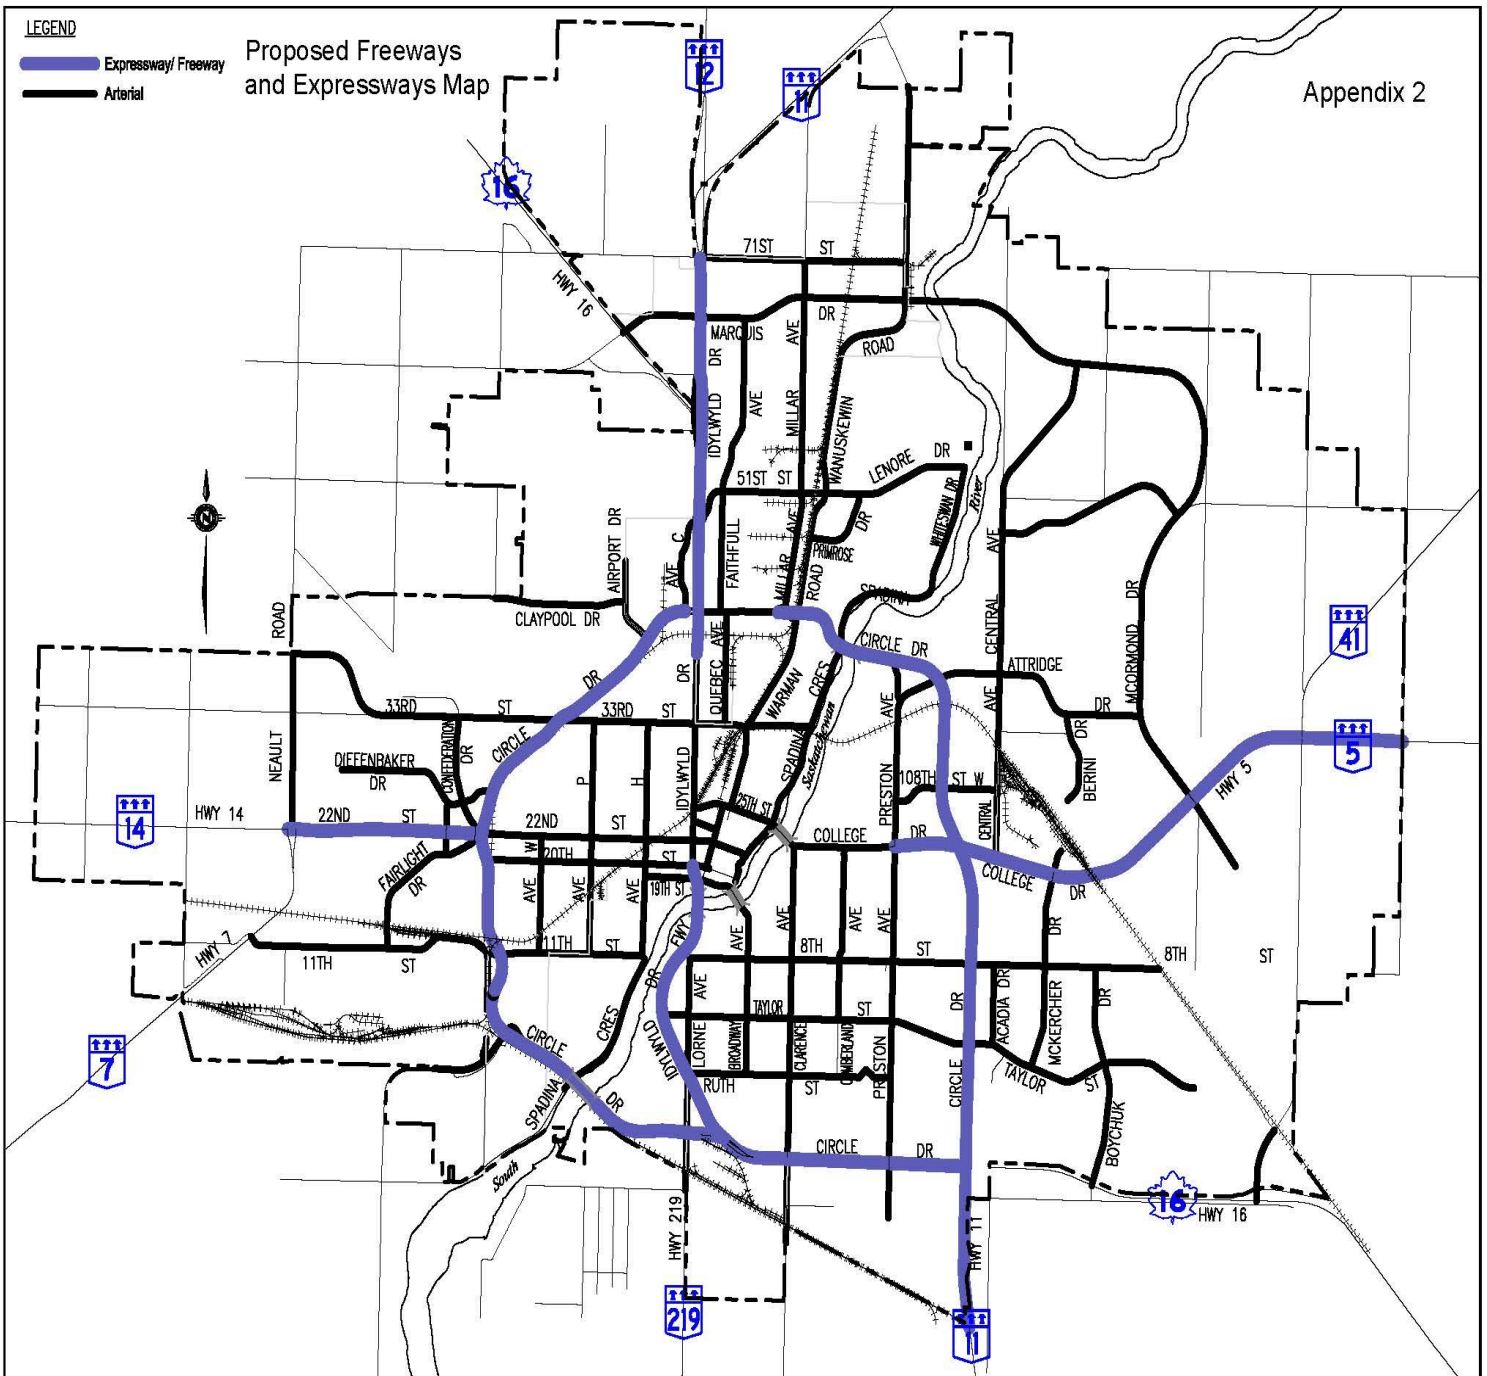 LEGEND
Expressway/ Freeway
Arterial
Proposed Freeways
and Expressways Map
Appendix 2
12
11
16
HWY 16
71ST ST
MARQUIS DR
IDYLWYLD DR
AVE
MILLAR AVE
WANUSKEWIN ROAD
51ST ST
LENORE DR
WHITESWAN DR
River
PRIMROSE DR
AIRPORT DR
AVE C
FAITHFULL
MILLAR AVE
ROAD
SPADINA
CENTRAL AVE
MCORMOND DR
41
NEAULT ROAD
CLAYPOOL DR
CIRCLE DR
QUEBEC AVE
WARMAN
SPADINA CRES
Saskatchewan
CIRCLE DR
ATTRIDGE DR
AVE
PRESTON AVE
BERINI DR
33RD ST
33RD ST
CONFEDERATION DR
DIEFENBAKER DR
CIRCLE
P
H
IDYLWYLD DR
25TH ST
108TH ST W
CENTRAL
HWY 5
5
14
HWY 14
22ND ST
22ND ST
W
20TH ST
19TH ST
COLLEGE DR
COLLEGE DR
FAIRLIGHT DR
AVE
AVE
AVE
FWY
AVE
AVE
AVE
AVE
DR
HWY 7
11TH ST
11TH ST
8TH ST
8TH ST
7
CIRCLE DR
SPADINA CRES
DR
IDYLWYLD
LORNE AVE
TAYLOR ST
BROADWAY
CLARENCE
CUMBERLAND
PRESTON
RUTH ST
CIRCLE DR
ACADIA DR
MCKERCHER
DR
TAYLOR ST
BOYCHUK
South
CIRCLE DR
16
HWY 16
HWY 219
HWY 11
219
11